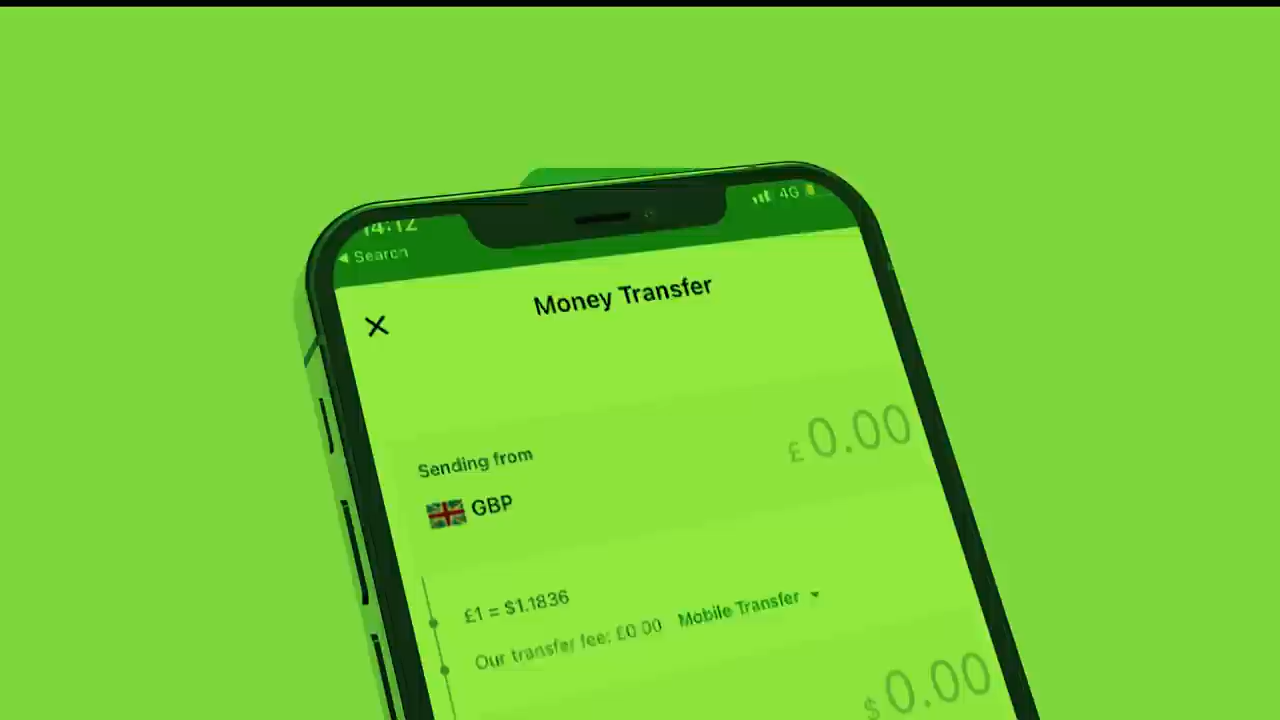 14:12
4G
Search
Money Transfer
Sending from
£ 0.00
GBP
£1 = $1.1836
Our transfer fee: £0.00 Mobile Transfer
$ 0.00